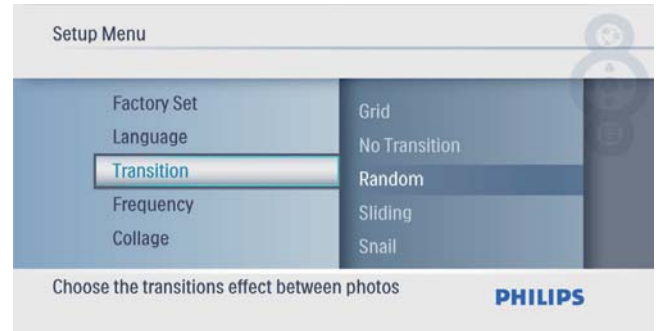 Setup Menu
Factory Set
Language
Transition
Frequency
Collage
Grid
No Transition
Random
Sliding
Snail
Choose the transitions effect between photos
PHILIPS